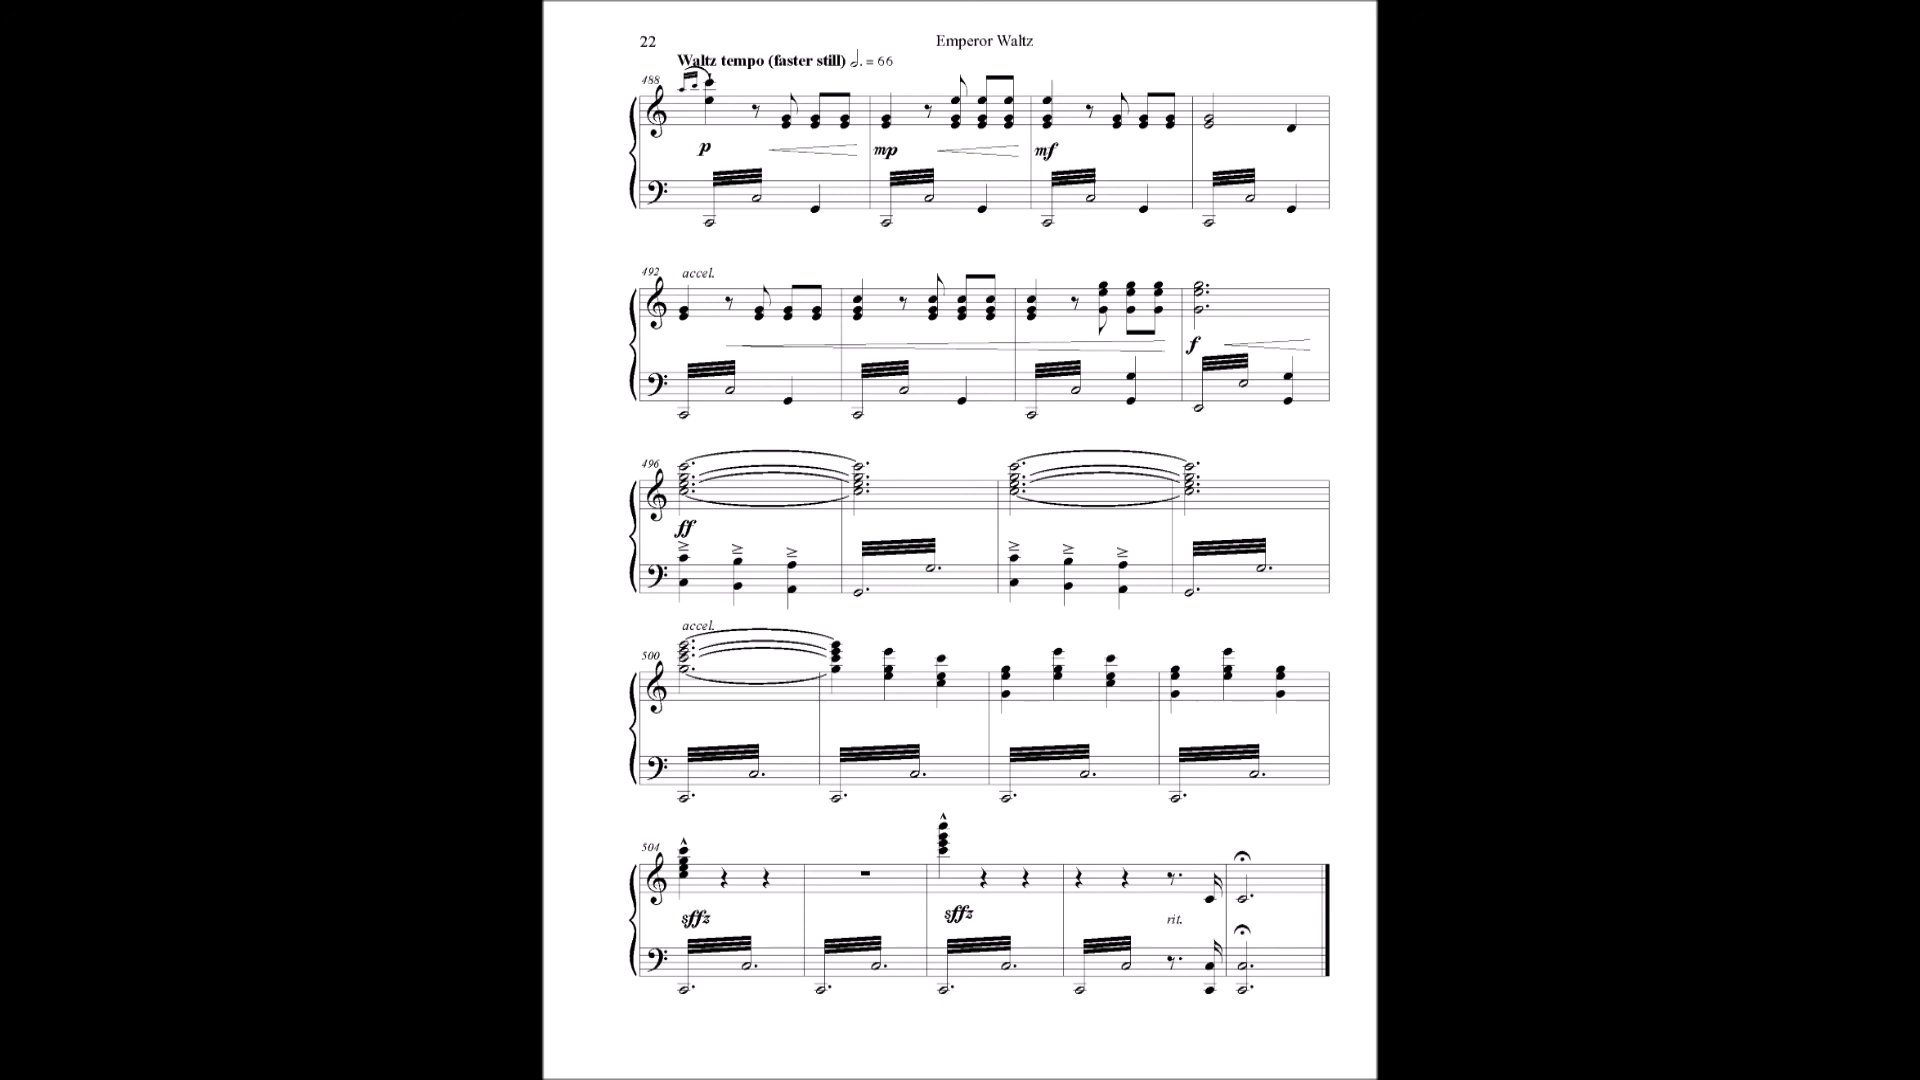 22 Emperor Waltz
Waltz tempo (faster still) 𝅗𝅥. = 66
488
p mp mf
492 accel.
f
496
ff
accel.
500
504
sffz sffz
rit.